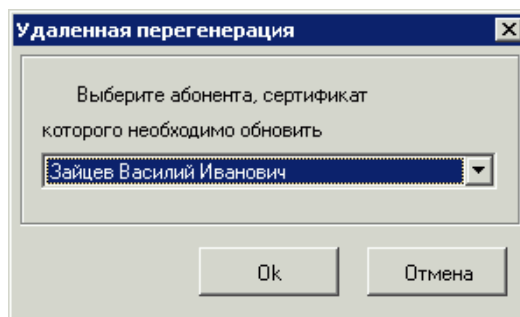 Удаленная перегенерация
Выберите абонента, сертификат
которого необходимо обновить
Зайцев Василий Иванович
Ok
Отмена